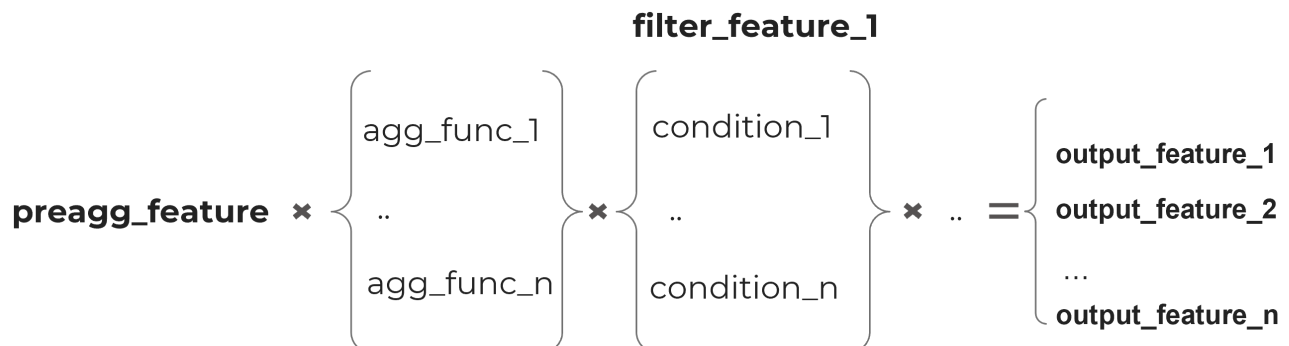 filter_feature_1
preagg_feature × { agg_func_1 .. agg_func_n } × { condition_1 .. condition_n } × .. = { output_feature_1
output_feature_2
...
output_feature_n